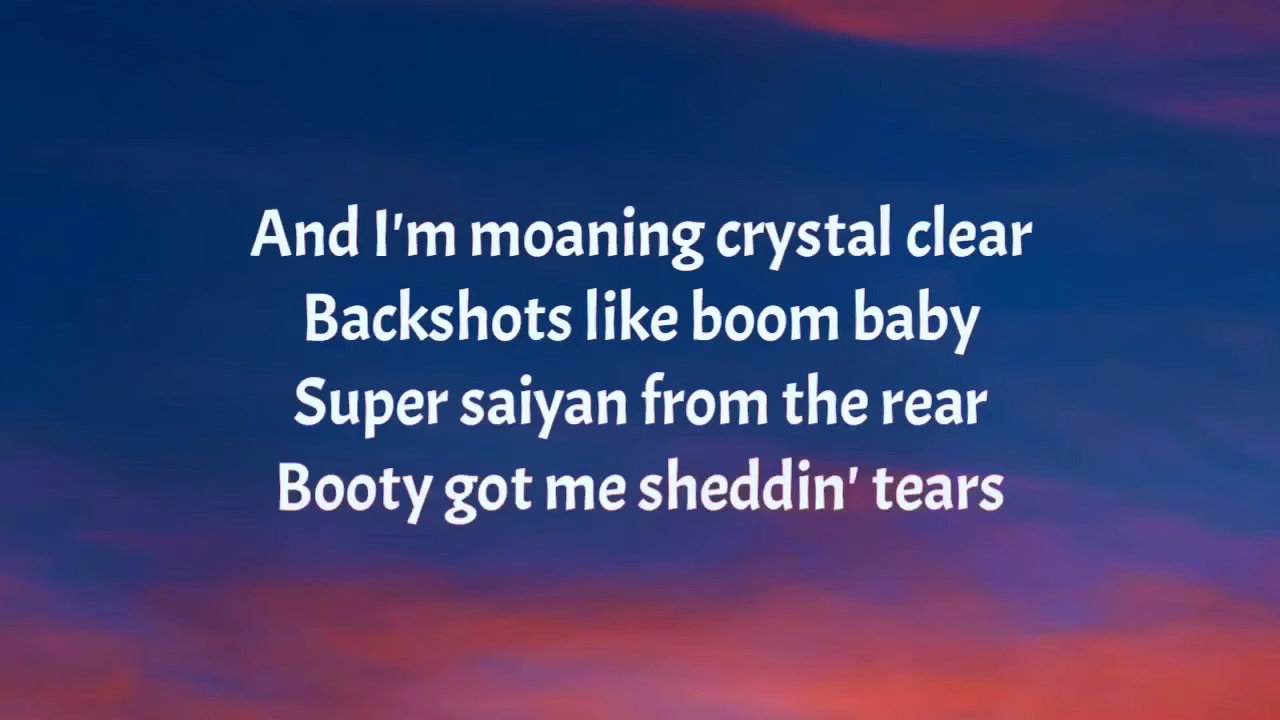 And I'm moaning crystal clear
Backshots like boom baby
Super saiyan from the rear
Booty got me sheddin' tears